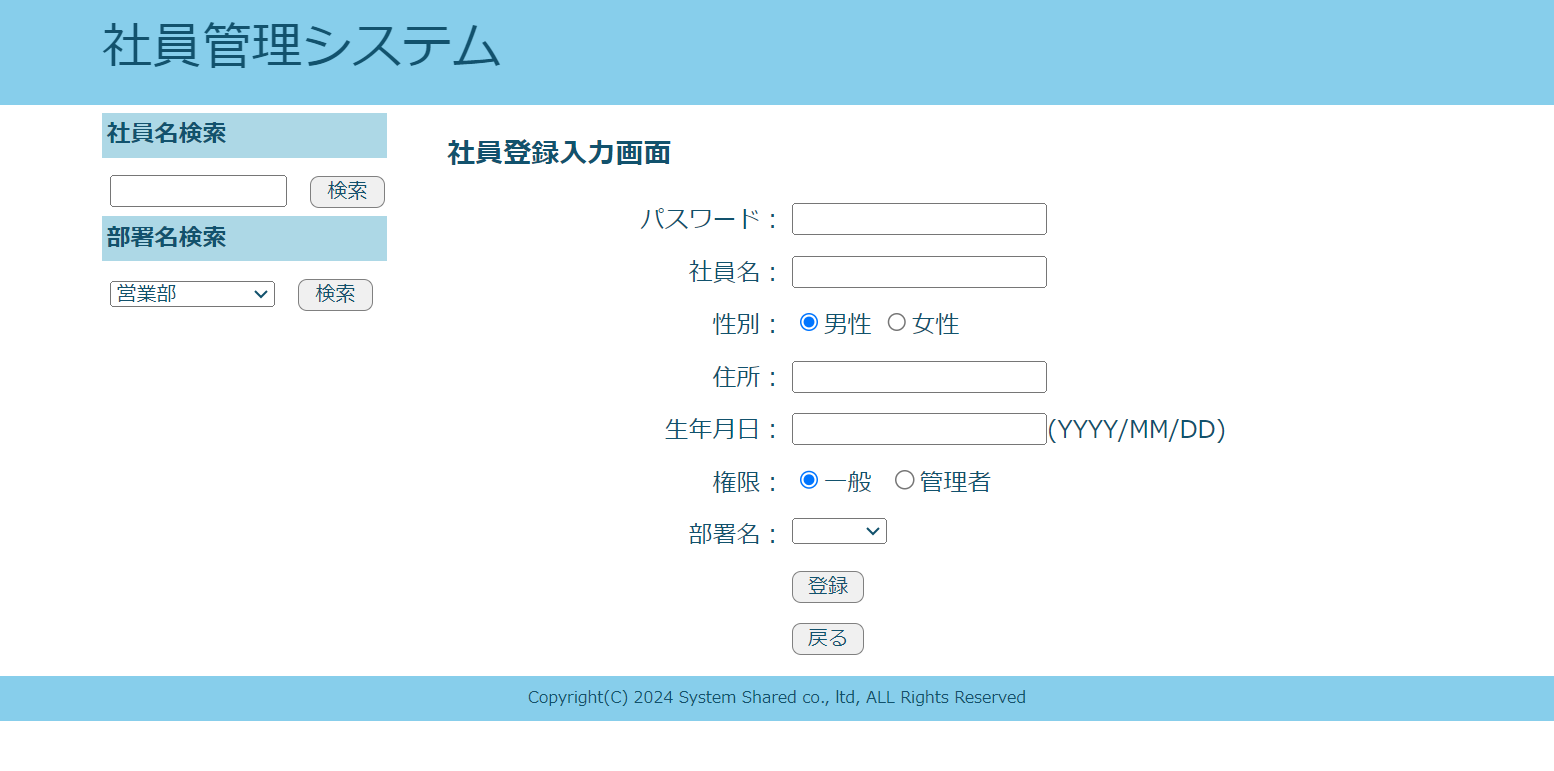 社員管理システム
社員名検索
検索
部署名検索
営業部 検索
社員登録入力画面
パスワード：
社員名：
性別： 男性 女性
住所：
生年月日： (YYYY/MM/DD)
権限： 一般 管理者
部署名：
登録
戻る
Copyright(C) 2024 System Shared co., ltd, ALL Rights Reserved